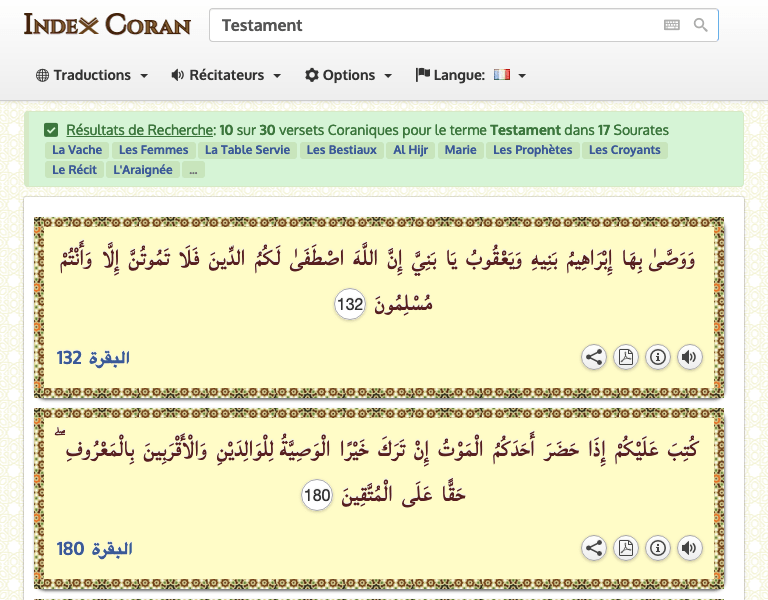 INDEX CORAN
Testament
Traductions Récitateurs Options Langue:
Résultats de Recherche: 10 sur 30 versets Coraniques pour le terme Testament dans 17 Sourates
La Vache Les Femmes La Table Servie Les Bestiaux Al Hijr Marie Les Prophètes Les Croyants
Le Récit L'Araignée ...
وَوَصَّىٰ بِهَا إِبْرَاهِيمُ بَنِيهِ وَيَعْقُوبُ يَا بَنِيَّ إِنَّ اللَّهَ اصْطَفَىٰ لَكُمُ الدِّينَ فَلَا تَمُوتُنَّ إِلَّا وَأَنْتُمْ
مُسْلِمُونَ 132
البقرة 132
كُتِبَ عَلَيْكُمْ إِذَا حَضَرَ أَحَدَكُمُ الْمَوْتُ إِنْ تَرَكَ خَيْرًا الْوَصِيَّةُ لِلْوَالِدَيْنِ وَالْأَقْرَبِينَ بِالْمَعْرُوفِ ۖ
حَقًّا عَلَى الْمُتَّقِينَ 180
البقرة 180